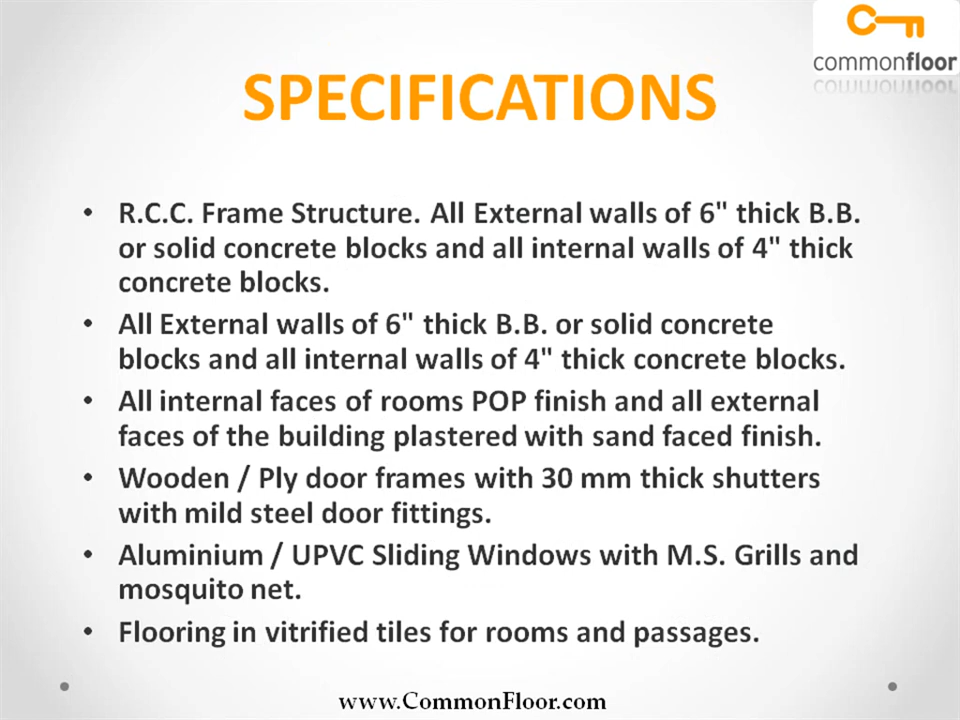 commonfloor
SPECIFICATIONS
• R.C.C. Frame Structure. All External walls of 6" thick B.B.
or solid concrete blocks and all internal walls of 4" thick
concrete blocks.
• All External walls of 6" thick B.B. or solid concrete
blocks and all internal walls of 4" thick concrete blocks.
• All internal faces of rooms POP finish and all external
faces of the building plastered with sand faced finish.
• Wooden / Ply door frames with 30 mm thick shutters
with mild steel door fittings.
• Aluminium / UPVC Sliding Windows with M.S. Grills and
mosquito net.
• Flooring in vitrified tiles for rooms and passages.
www.CommonFloor.com